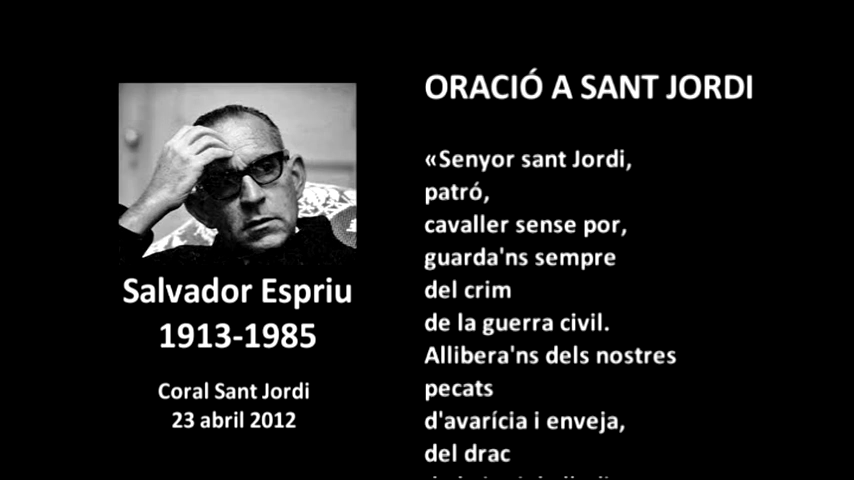 ORACIÓ A SANT JORDI
«Senyor sant Jordi,
patró,
cavaller sense por,
guarda'ns sempre
del crim
de la guerra civil.
Allibera'ns dels nostres
pecats
d'avarícia i enveja,
del drac
Salvador Espriu
1913-1985
Coral Sant Jordi
23 abril 2012